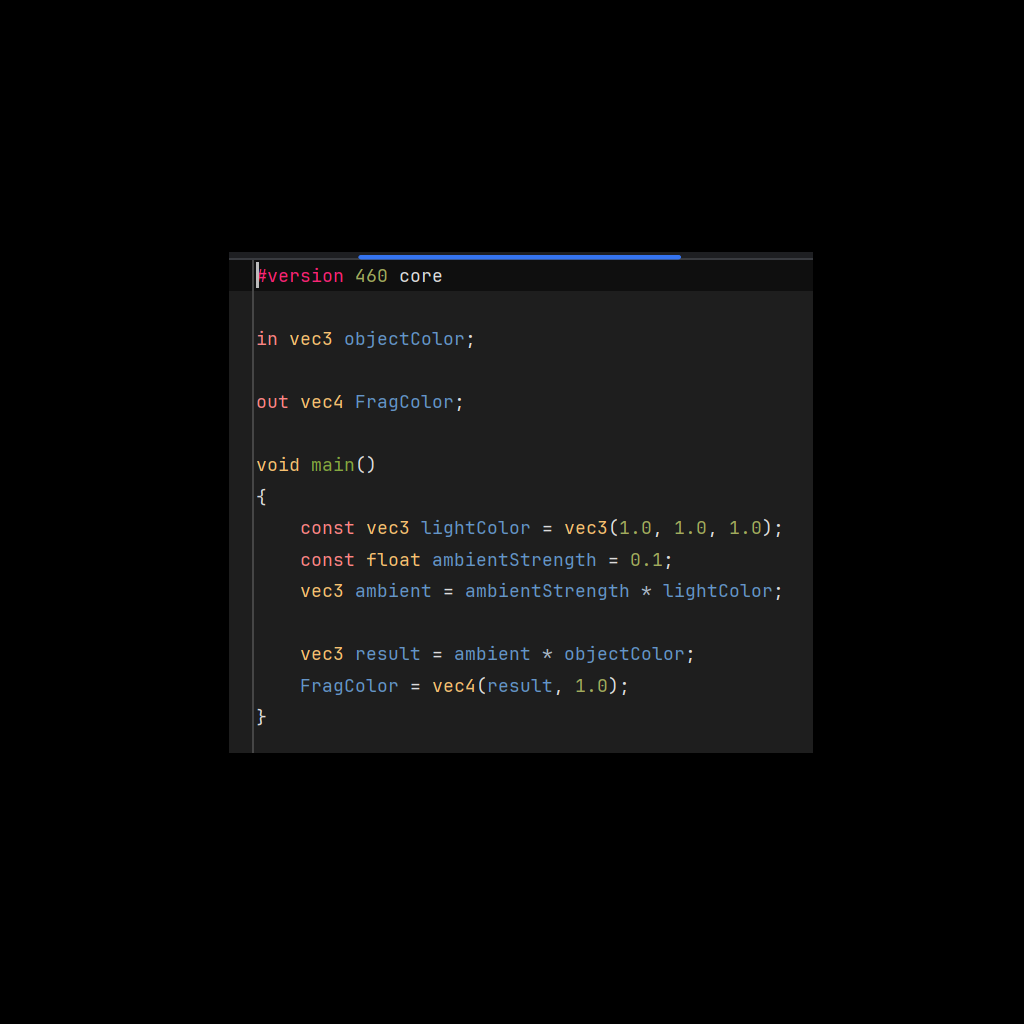 #version 460 core
in vec3 objectColor;
out vec4 FragColor;
void main()
{
    const vec3 lightColor = vec3(1.0, 1.0, 1.0);
    const float ambientStrength = 0.1;
    vec3 ambient = ambientStrength * lightColor;
    vec3 result = ambient * objectColor;
    FragColor = vec4(result, 1.0);
}